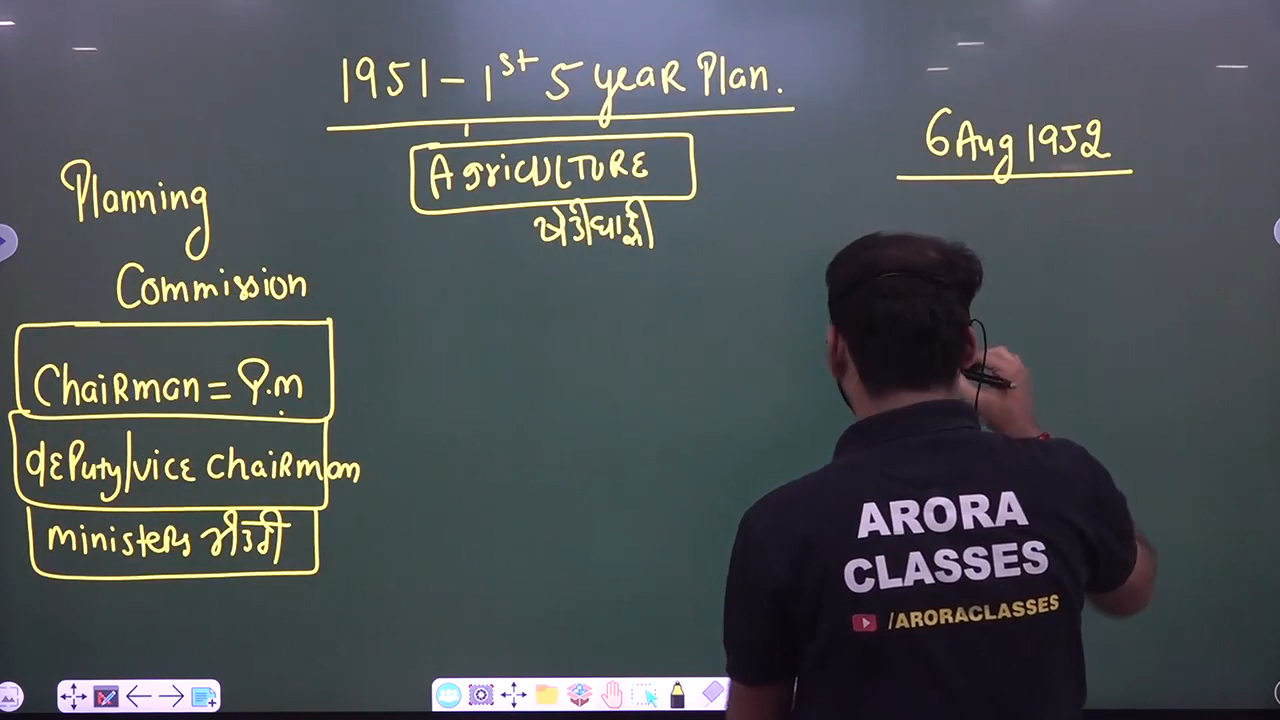 1951 - 1st 5 year Plan.
Agriculture
ਖੇਤੀਬਾੜੀ
6 Aug 1952
Planning
Commission
Chairman = P.m
deputy/vice chairman
ministers ਮੰਤਰੀ
ARORA
CLASSES
/ARORACLASSES